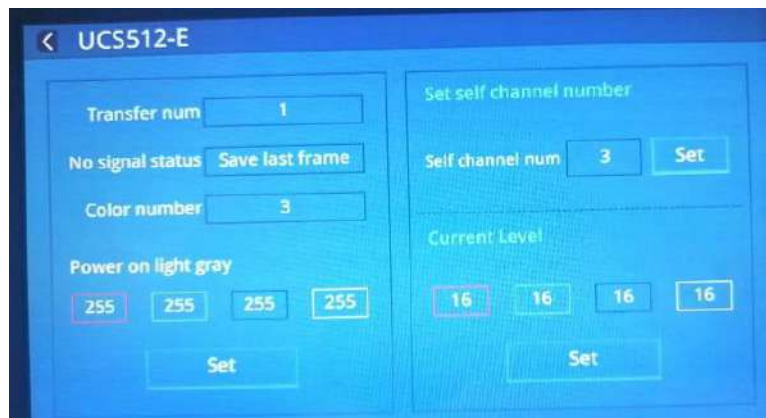 UCS512-E
Transfer num 1
No signal status Save last frame
Color number 3
Power on light gray
255 255 255 255
Set
Set self channel number
Self channel num 3 Set
Current Level
16 16 16 16
Set